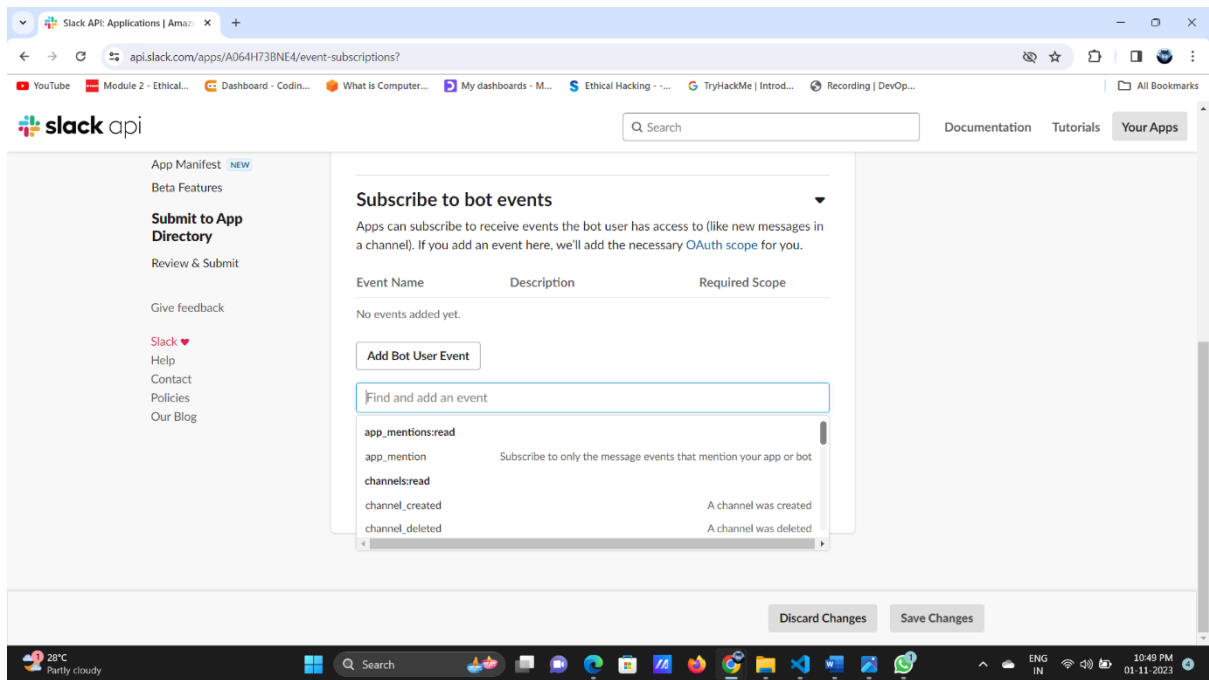 Slack API: Applications | Amaz
api.slack.com/apps/A064H73BNE4/event-subscriptions?
YouTube Module 2 - Ethical... Dashboard - Codin... What is Computer... My dashboards - M... Ethical Hacking - -... TryHackMe | Introd... Recording | DevOp... All Bookmarks
slack api Search Documentation Tutorials Your Apps
App Manifest NEW
Beta Features
Submit to App
Directory
Review & Submit
Give feedback
Slack ♥
Help
Contact
Policies
Our Blog
Subscribe to bot events
Apps can subscribe to receive events the bot user has access to (like new messages in
a channel). If you add an event here, we’ll add the necessary OAuth scope for you.
Event Name Description Required Scope
No events added yet.
Add Bot User Event
Find and add an event
app_mentions:read
app_mention Subscribe to only the message events that mention your app or bot
channels:read
channel_created A channel was created
channel_deleted A channel was deleted
Discard Changes Save Changes
1 28°C
Partly cloudy
Search
ENG
IN
10:49 PM
01-11-2023
4